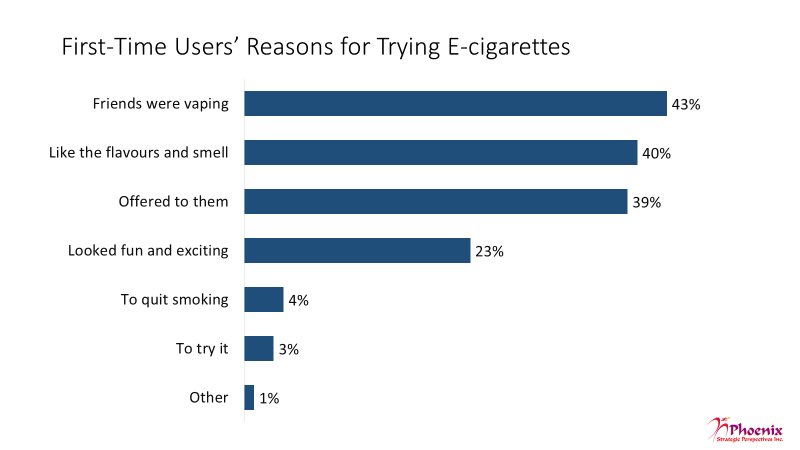 First-Time Users’ Reasons for Trying E-cigarettes
Friends were vaping 43%
Like the flavours and smell 40%
Offered to them 39%
Looked fun and exciting 23%
To quit smoking 4%
To try it 3%
Other 1%
Phoenix
Strategic Perspectives Inc.